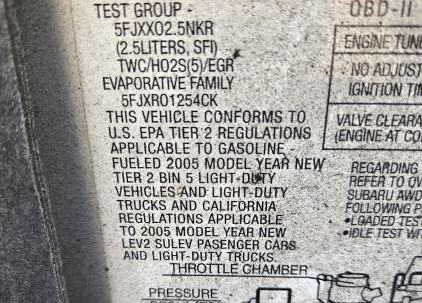 TEST GROUP -
5FJXX02.5NKR
(2.5LITERS, SFI)
TWC/HO2S(5)/EGR
EVAPORATIVE FAMILY
5FJXR01254CK
THIS VEHICLE CONFORMS TO
U.S. EPA TIER 2 REGULATIONS
APPLICABLE TO GASOLINE -
FUELED 2005 MODEL YEAR NEW
TIER 2 BIN 5 LIGHT-DUTY
VEHICLES AND LIGHT-DUTY
TRUCKS AND CALIFORNIA
REGULATIONS APPLICABLE
TO 2005 MODEL YEAR NEW
LEV2 SULEV PASENGER CARS
AND LIGHT-DUTY TRUCKS.
THROTTLE CHAMBER
PRESSURE
OBD-II
ENGINE TUNE
NO ADJUST
IGNITION TI
VALVE CLEARA
(ENGINE AT CO
REGARDING
REFER TO OW
SUBARU AWD
FOLLOWING P
•LOADED TEST
•IDLE TEST WIT